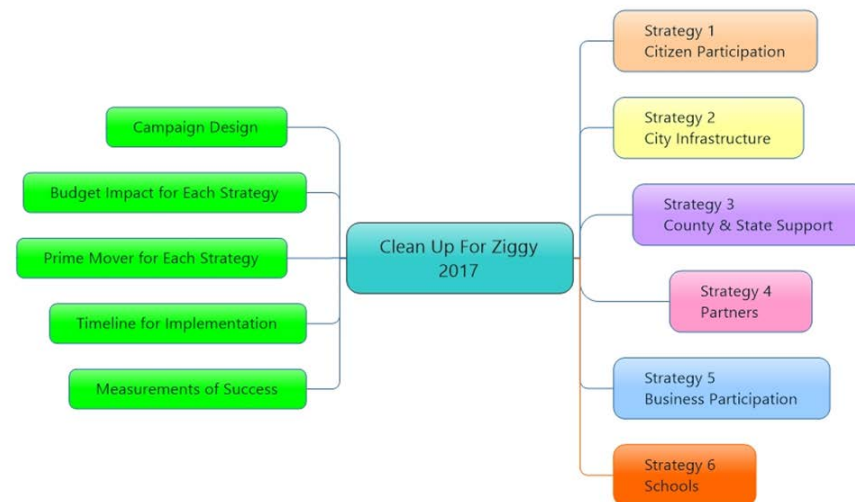 Clean Up For Ziggy
2017
Campaign Design
Budget Impact for Each Strategy
Prime Mover for Each Strategy
Timeline for Implementation
Measurements of Success
Strategy 1
Citizen Participation
Strategy 2
City Infrastructure
Strategy 3
County & State Support
Strategy 4
Partners
Strategy 5
Business Participation
Strategy 6
Schools